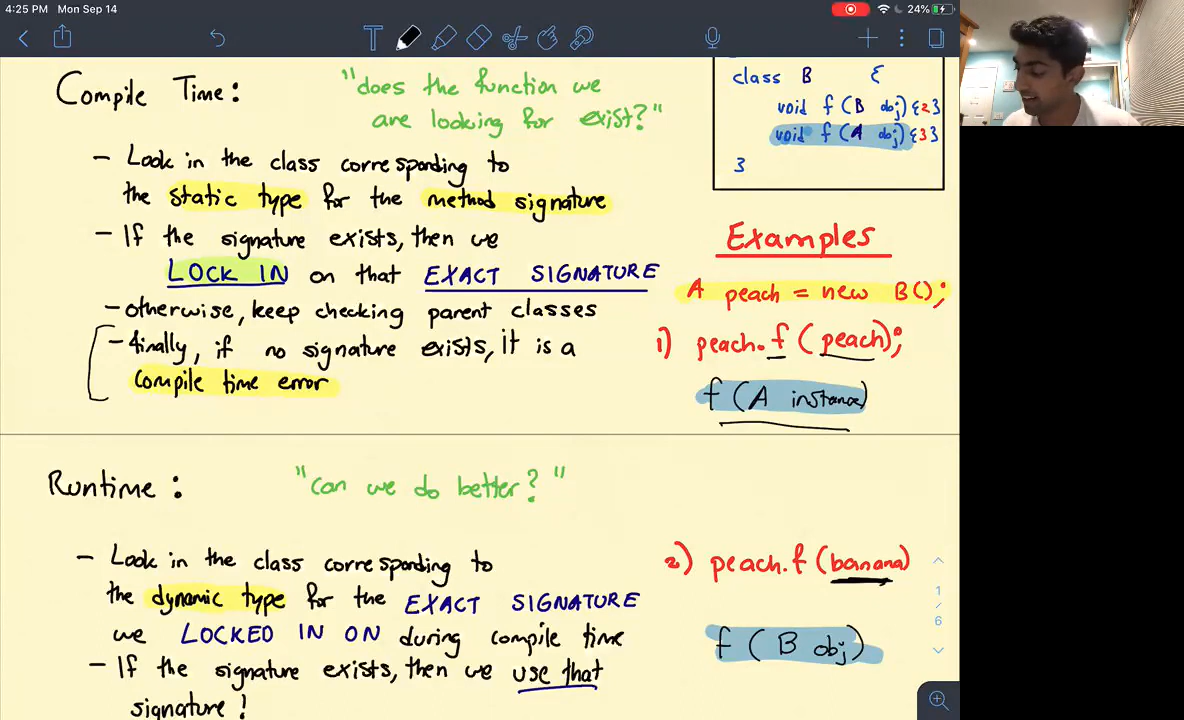 4:25 PM Mon Sep 14
24%
Compile Time:
"does the function we
are looking for exist?"
- Look in the class corresponding to
the static type for the method signature
- If the signature exists, then we
LOCK IN on that EXACT SIGNATURE
- otherwise, keep checking parent classes
- finally, if no signature exists, it is a
compile time error
class B {
void f (B obj) {2}
void f (A obj) {3}
}
Examples
A peach = new B();
1) peach.f (peach);
f (A instance)
Runtime:
"can we do better?"
- Look in the class corresponding to
the dynamic type for the EXACT SIGNATURE
we LOCKED IN ON during compile time
- If the signature exists, then we use that
signature!
2) peach.f (banana)
f (B obj)
1
/
6